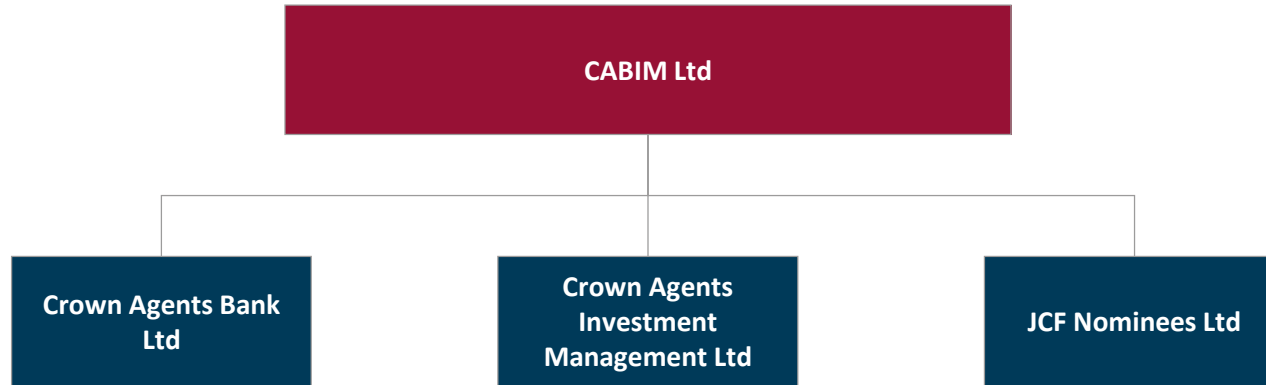 CABIM Ltd
Crown Agents Bank
Ltd
Crown Agents
Investment
Management Ltd
JCF Nominees Ltd